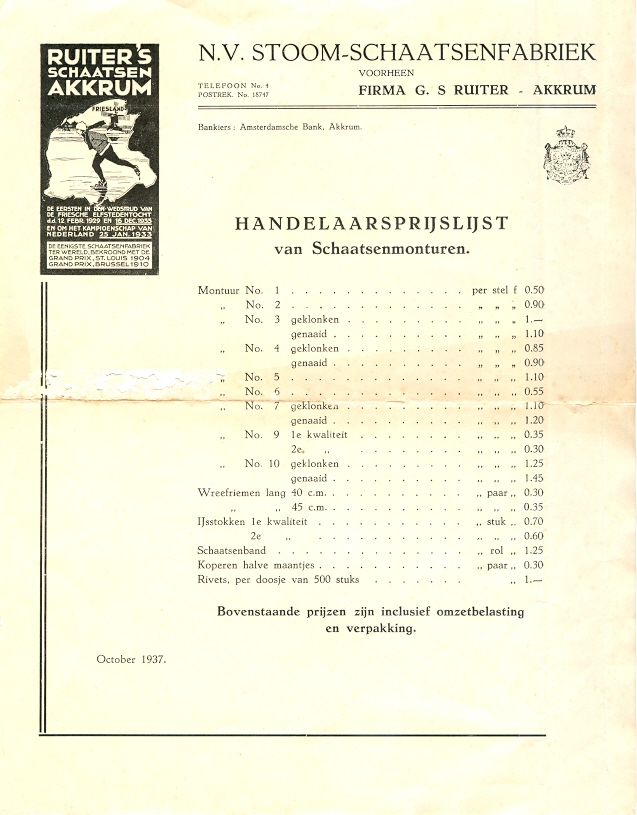 RUITER'S
SCHAATSEN
AKKRUM
FRIESLAND
DE EERSTEN IN DEN WEDSTRIJD VAN
DE FRIESCHE ELFSTEDENTOCHT
d.d. 12 FEBR. 1929 EN 16 DEC. 1933
EN OM HET KAMPIOENSCHAP VAN
NEDERLAND 25 JAN. 1933
DE EENIGSTE SCHAATSENFABRIEK
TER WERELD, BEKROOND MET DE
GRAND PRIX, ST. LOUIS 1904
GRAND PRIX, BRUSSEL 1910
N.V. STOOM-SCHAATSENFABRIEK
VOORHEEN
TELEFOON No. 4
POSTREK. No. 18747
FIRMA G. S RUITER - AKKRUM
Bankiers : Amsterdamsche Bank, Akkrum.
HANDELAARSPRIJSLIJST
van Schaatsenmonturen.
Montuur No. 1 . . . . . . . . . . . . . per stel f 0.50
„ No. 2 . . . . . . . . . . . . . „ „ „ 0.90
„ No. 3 geklonken . . . . . . . . . „ „ „ 1.—
genaaid . . . . . . . . . . „ „ „ 1.10
„ No. 4 geklonken . . . . . . . . . „ „ „ 0.85
genaaid . . . . . . . . . . „ „ „ 0.90
„ No. 5 . . . . . . . . . . . . . „ „ „ 1.10
„ No. 6 . . . . . . . . . . . . . „ „ „ 0.55
„ No. 7 geklonken . . . . . . . . . „ „ „ 1.10
genaaid . . . . . . . . . . „ „ „ 1.20
„ No. 9 1e kwaliteit . . . . . . . . „ „ „ 0.35
2e. „ . . . . . . . . . . „ „ „ 0.30
„ No. 10 geklonken . . . . . . . . . „ „ „ 1.25
genaaid . . . . . . . . . . „ „ „ 1.45
Wreefriemen lang 40 c.m. . . . . . . . . . . „ paar „ 0.30
„ „ 45 c.m. . . . . . . . . . . „ „ „ 0.35
IJsstokken 1e kwaliteit . . . . . . . . . . . „ stuk „ 0.70
2e „ . . . . . . . . . . . „ „ „ 0.60
Schaatsenband . . . . . . . . . . . . . . „ rol „ 1.25
Koperen halve maantjes . . . . . . . . . . . „ paar „ 0.30
Rivets, per doosje van 500 stuks . . . . . . . „ 1.—
Bovenstaande prijzen zijn inclusief omzetbelasting
en verpakking.
October 1937.